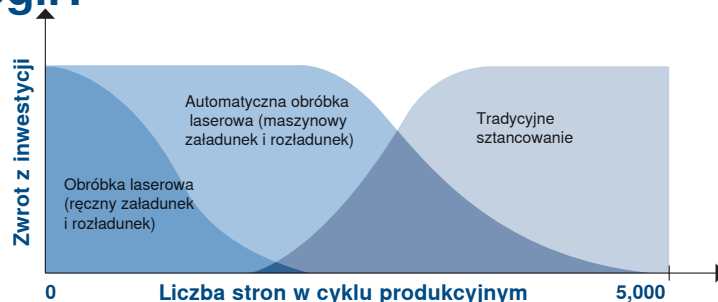 Zwrot z inwestycji
Automatyczna obróbka
laserowa (maszynowy
załadunek i rozładunek)
Tradycyjne
sztancowanie
Obróbka laserowa
(ręczny załadunek
i rozładunek)
0
Liczba stron w cyklu produkcyjnym
5,000